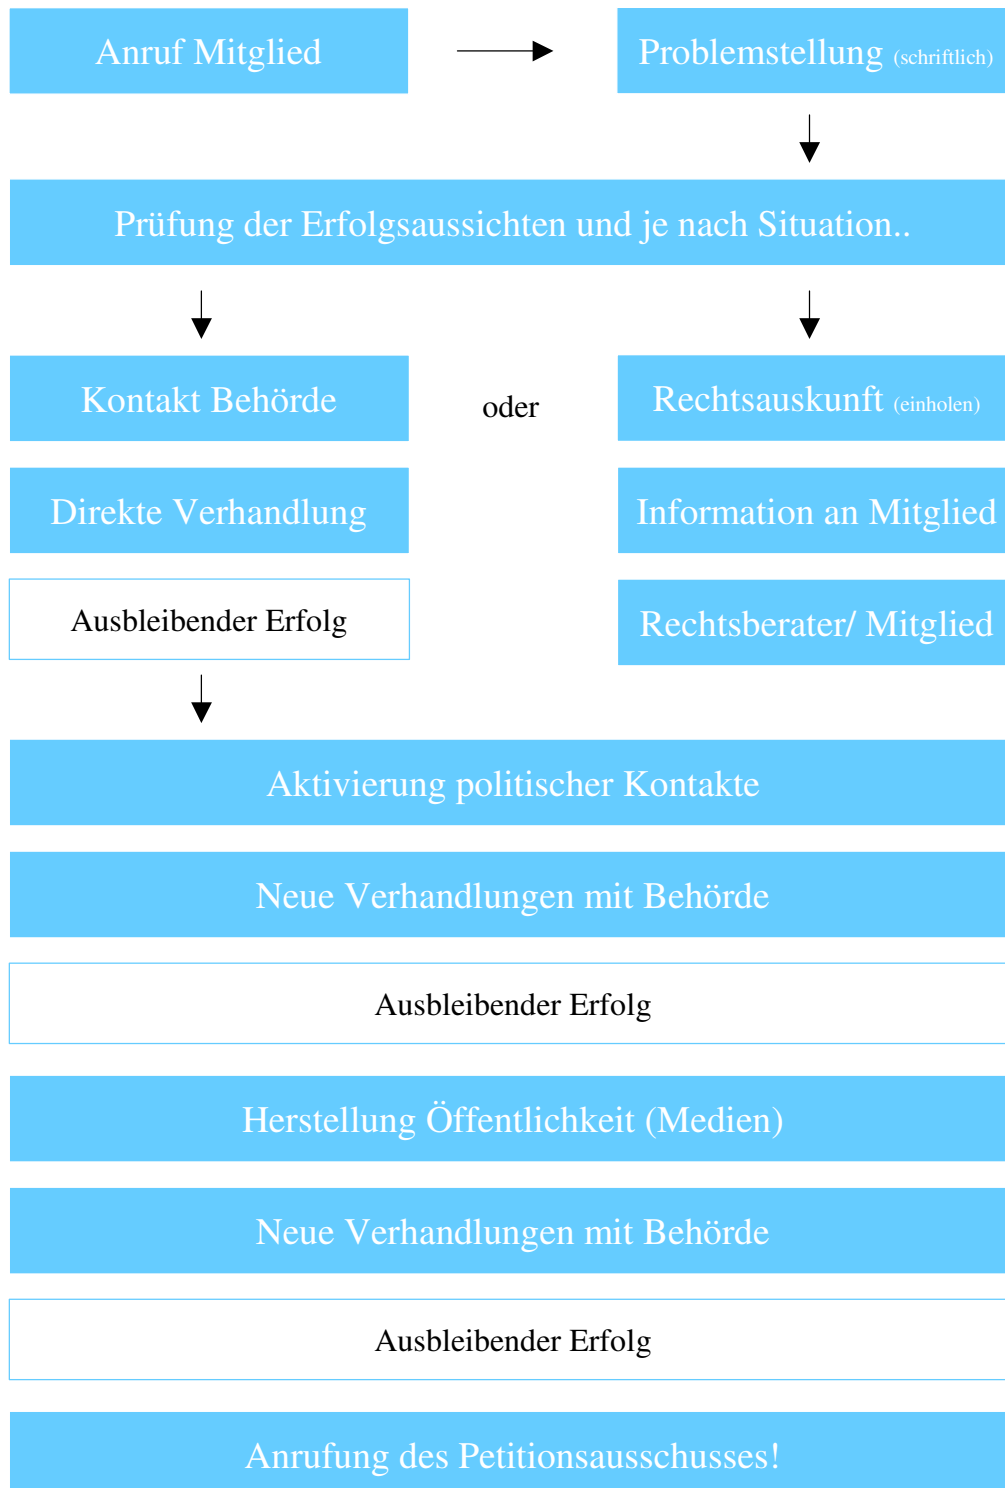 Anruf Mitglied
Problemstellung (schriftlich)
Prüfung der Erfolgsaussichten und je nach Situation..
Kontakt Behörde
oder
Rechtsauskunft (einholen)
Direkte Verhandlung
Information an Mitglied
Ausbleibender Erfolg
Rechtsberater/ Mitglied
Aktivierung politischer Kontakte
Neue Verhandlungen mit Behörde
Ausbleibender Erfolg
Herstellung Öffentlichkeit (Medien)
Neue Verhandlungen mit Behörde
Ausbleibender Erfolg
Anrufung des Petitionsausschusses!